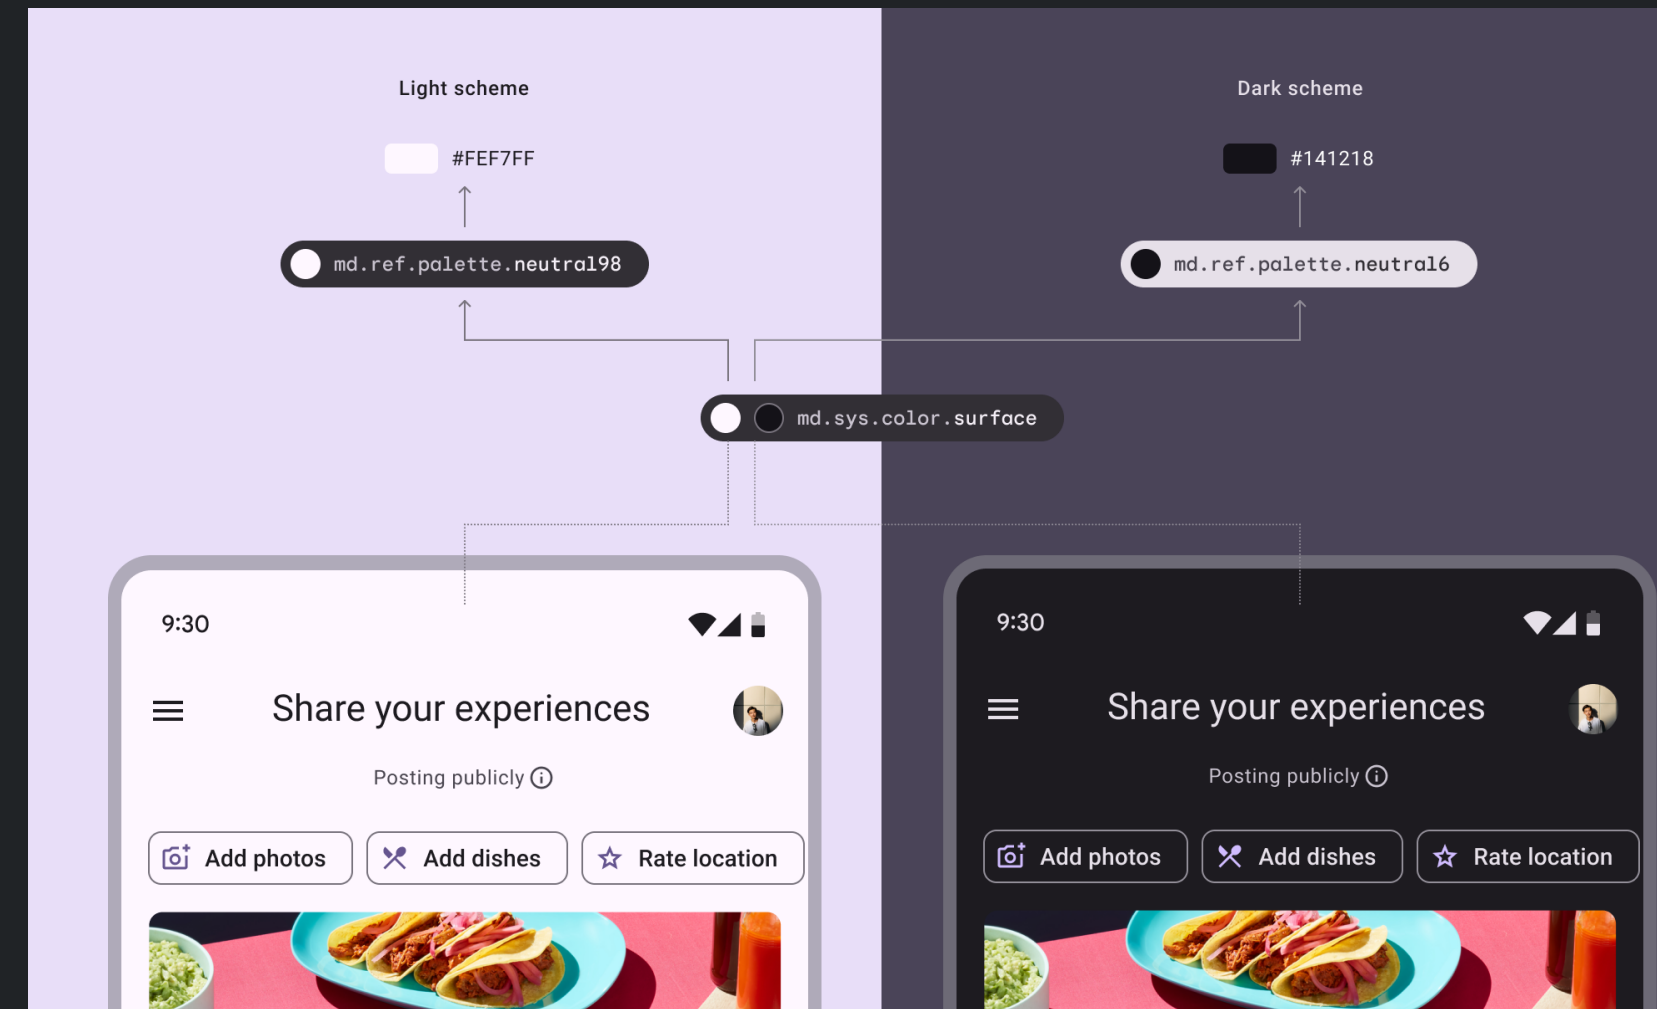 Light scheme
#FEF7FF
md.ref.palette.neutral98
Dark scheme
#141218
md.ref.palette.neutral6
md.sys.color.surface
9:30
Share your experiences
Posting publicly
Add photos
Add dishes
Rate location
9:30
Share your experiences
Posting publicly
Add photos
Add dishes
Rate location